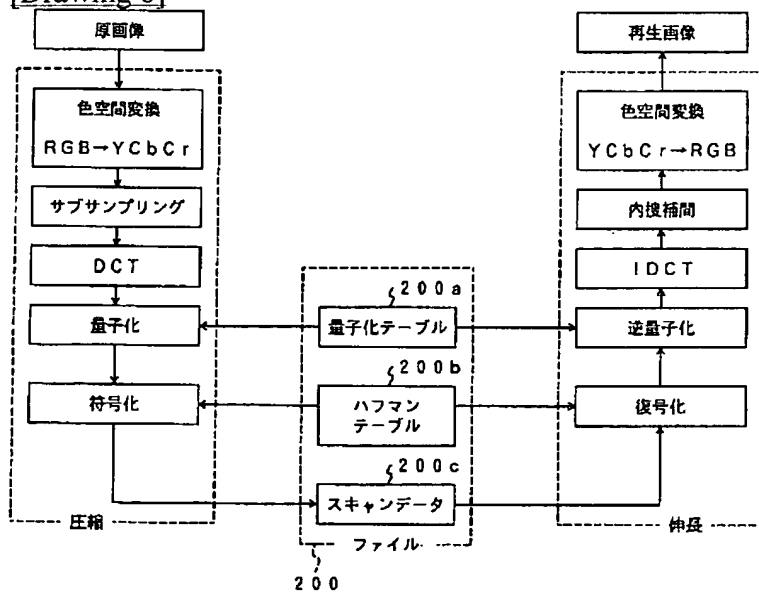 [Drawing 6]
原画像
色空間変換
RGB→YCbCr
サブサンプリング
DCT
量子化
符号化
圧縮
200a
量子化テーブル
200b
ハフマン
テーブル
200c
スキャンデータ
ファイル
200
再生画像
色空間変換
YCbCr→RGB
内挿補間
IDCT
逆量子化
復号化
伸長